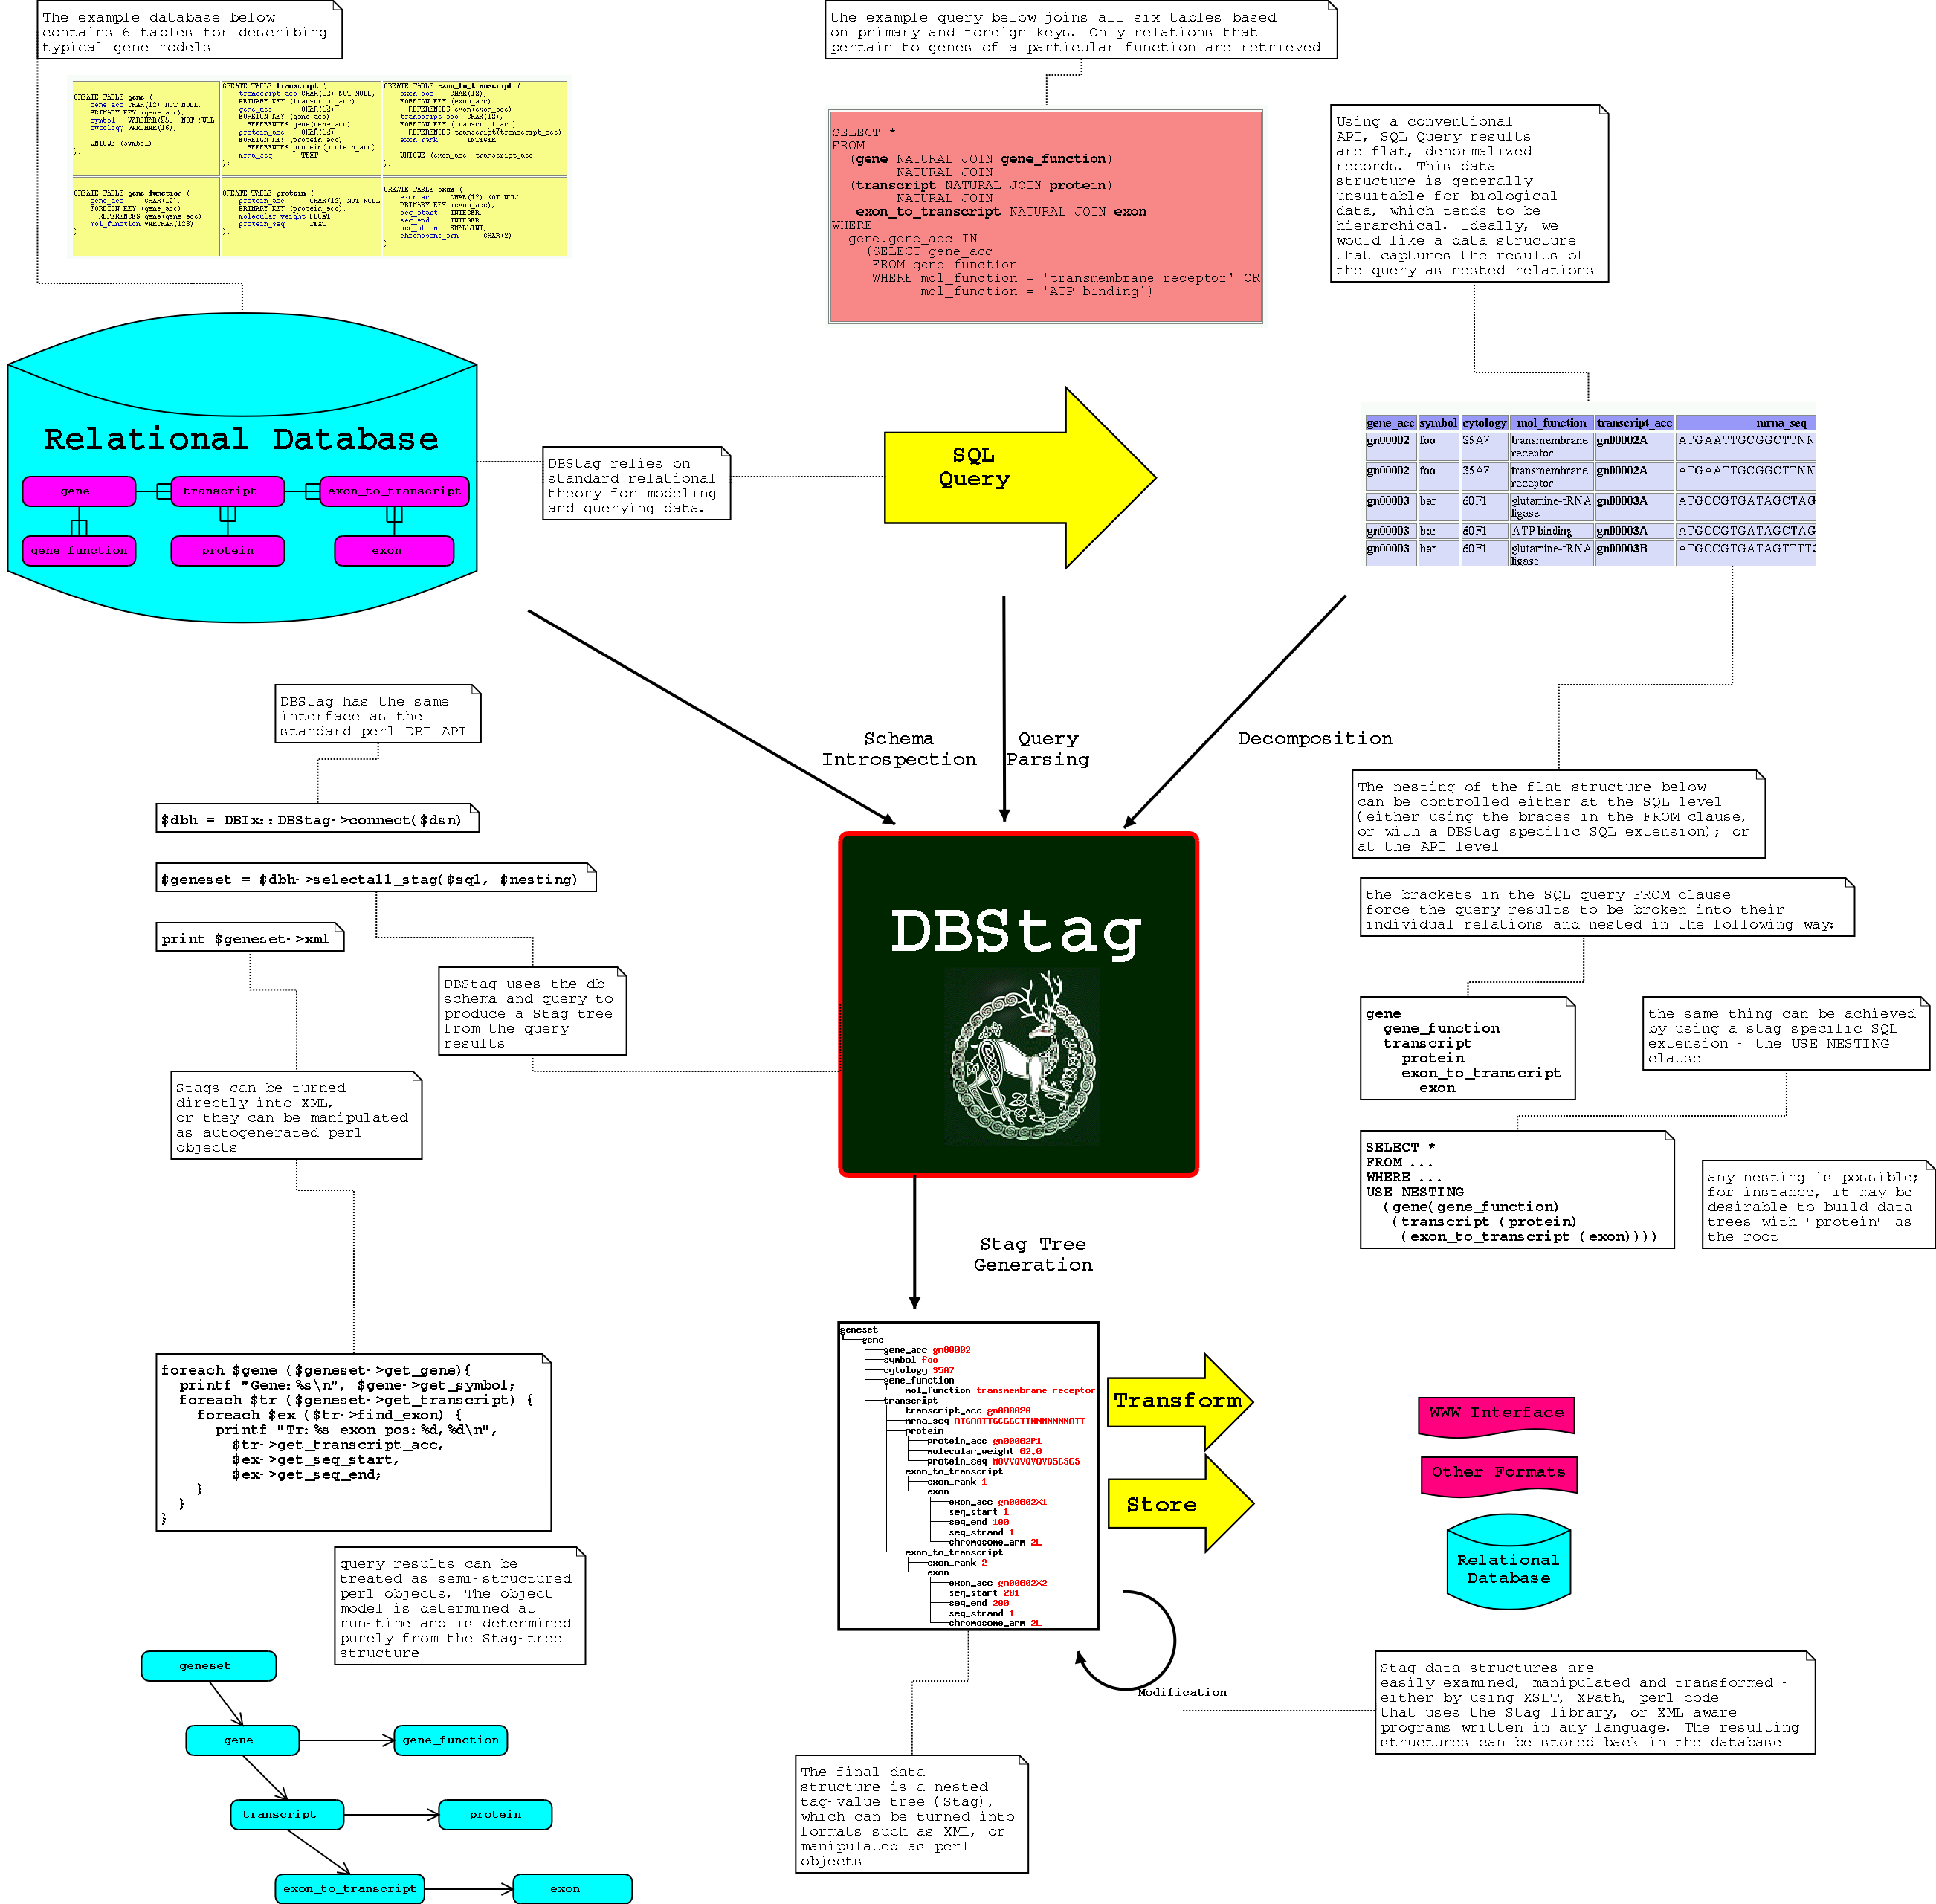 The example database below
contains 6 tables for describing
typical gene models
CREATE TABLE gene (
gene_acc CHAR(12) NOT NULL,
PRIMARY KEY (gene_acc),
symbol VARCHAR(255) NOT NULL,
cytology VARCHAR(16),
UNIQUE (symbol)
);
CREATE TABLE transcript (
transcript_acc CHAR(12) NOT NULL,
PRIMARY KEY (transcript_acc)
gene_acc CHAR(12)
FOREIGN KEY (gene_acc)
REFERENCES gene(gene_acc),
protein_acc CHAR(12),
FOREIGN KEY (protein_acc)
REFERENCES protein(protein_acc),
mrna_seq TEXT
);
CREATE TABLE exon_to_transcript (
exon_acc CHAR(12),
FOREIGN KEY (exon_acc)
REFERENCES exon(exon_acc),
transcript_acc CHAR(12),
FOREIGN KEY (transcript_acc)
REFERENCES transcript(transcript_acc),
exon_rank INTEGER,
UNIQUE (exon_acc, transcript_acc)
);
CREATE TABLE gene_function (
gene_acc CHAR(12),
FOREIGN KEY (gene_acc)
REFERENCES gene(gene_acc),
mol_function VARCHAR(128)
);
CREATE TABLE protein (
protein_acc CHAR(12) NOT NULL
PRIMARY KEY (protein_acc),
molecular_weight FLOAT,
protein_seq TEXT
);
CREATE TABLE exon (
exon_acc CHAR(12) NOT NULL
PRIMARY KEY (exon_acc),
seq_start INTEGER,
seq_end INTEGER,
seq_strand SMALLINT,
chromosome_arm CHAR(2)
);
the example query below joins all six tables based
on primary and foreign keys. Only relations that
pertain to genes of a particular function are retrieved
SELECT *
FROM
(gene NATURAL JOIN gene_function)
NATURAL JOIN
(transcript NATURAL JOIN protein)
NATURAL JOIN
exon_to_transcript NATURAL JOIN exon
WHERE
gene.gene_acc IN
(SELECT gene_acc
FROM gene_function
WHERE mol_function = 'transmembrane receptor' OR
mol_function = 'ATP binding')
Using a conventional
API, SQL Query results
are flat, denormalized
records. This data
structure is generally
unsuitable for biological
data, which tends to be
hierarchical. Ideally, we
would like a data structure
that captures the results of
the query as nested relations
Relational Database
gene
transcript
exon_to_transcript
gene_function
protein
exon
DBStag relies on
standard relational
theory for modeling
and querying data.
SQL
Query
gene_acc symbol cytology mol_function transcript_acc mrna_seq
gn00002 foo 35A7 transmembrane receptor gn00002A ATGAATTGCGGCTTNN
gn00002 foo 35A7 transmembrane receptor gn00002A ATGAATTGCGGCTTNN
gn00003 bar 60F1 glutamine-tRNA ligase gn00003A ATGCCGTGATAGCTAG
gn00003 bar 60F1 ATP binding gn00003A ATGCCGTGATAGCTAG
gn00003 bar 60F1 glutamine-tRNA ligase gn00003B ATGCCGTGATAGTTTC
Schema
Introspection
Query
Parsing
Decomposition
DBStag has the same
interface as the
standard perl DBI API
$dbh = DBIx::DBStag->connect($dsn)
$geneset = $dbh->selectall_stag($sql, $nesting)
print $geneset->xml
DBStag uses the db
schema and query to
produce a Stag tree
from the query
results
Stags can be turned
directly into XML,
or they can be manipulated
as autogenerated perl
objects
DBStag
The nesting of the flat structure below
can be controlled either at the SQL level
(either using the braces in the FROM clause,
or with a DBStag specific SQL extension); or
at the API level
the brackets in the SQL query FROM clause
force the query results to be broken into their
individual relations and nested in the following way:
gene
gene_function
transcript
protein
exon_to_transcript
exon
the same thing can be achieved
by using a stag specific SQL
extension - the USE NESTING
clause
SELECT *
FROM ...
WHERE ...
USE NESTING
(gene(gene_function)
(transcript (protein)
(exon_to_transcript (exon))))
any nesting is possible;
for instance, it may be
desirable to build data
trees with 'protein' as
the root
Stag Tree
Generation
foreach $gene ($geneset->get_gene){
printf "Gene: %s\n", $gene->get_symbol;
foreach $tr ($geneset->get_transcript) {
foreach $ex ($tr->find_exon) {
printf "Tr: %s exon pos: %d, %d\n",
$tr->get_transcript_acc,
$ex->get_seq_start,
$ex->get_seq_end;
}
}
}
query results can be
treated as semi-structured
perl objects. The object
model is determined at
run-time and is determined
purely from the Stag-tree
structure
geneset
gene
gene_function
transcript
protein
exon_to_transcript
exon
geneset
gene
gene_acc gn00002
symbol foo
cytology 35A7
gene_function
mol_function transmembrane receptor
transcript
transcript_acc gn00002A
mrna_seq ATGAATTGCGGCTTNNNNNNNATT
protein
protein_acc gn00002P1
molecular_weight 62.0
protein_seq MQVVQVQVQVQSCSCS
exon_to_transcript
exon_rank 1
exon
exon_acc gn00002X1
seq_start 1
seq_end 100
seq_strand 1
chromosome_arm 2L
exon_to_transcript
exon_rank 2
exon
exon_acc gn00002X2
seq_start 201
seq_end 200
seq_strand 1
chromosome_arm 2L
Transform
Store
WWW Interface
Other Formats
Relational
Database
Modification
Stag data structures are
easily examined, manipulated and transformed -
either by using XSLT, XPath, perl code
that uses the Stag library, or XML aware
programs written in any language. The resulting
structures can be stored back in the database
The final data
structure is a nested
tag-value tree (Stag),
which can be turned into
formats such as XML, or
manipulated as perl
objects